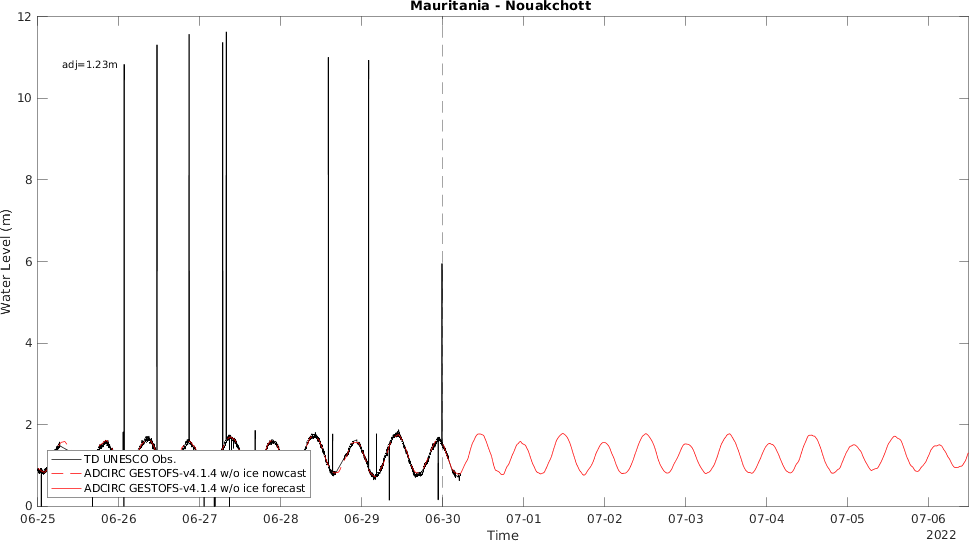 Mauritania - Nouakchott
12
10
8
6
4
2
0
Water Level (m)
adj=1.23m
TD UNESCO Obs.
ADCIRC GESTOFS-v4.1.4 w/o ice nowcast
ADCIRC GESTOFS-v4.1.4 w/o ice forecast
06-25 06-26 06-27 06-28 06-29 06-30 07-01 07-02 07-03 07-04 07-05 07-06
Time
2022